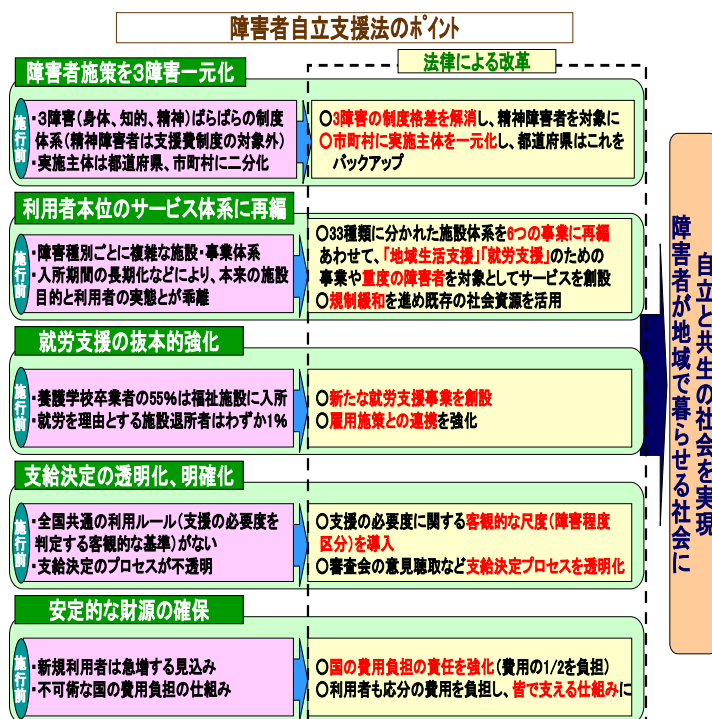 障害者自立支援法のポイント
法律による改革
障害者施策を3障害一元化
施行前
・3障害(身体、知的、精神)ばらばらの制度
体系(精神障害者は支援費制度の対象外)
・実施主体は都道府県、市町村に二分化
○3障害の制度格差を解消し、精神障害者を対象に
○市町村に実施主体を一元化し、都道府県はこれを
バックアップ
利用者本位のサービス体系に再編
施行前
・障害種別ごとに複雑な施設・事業体系
・入所期間の長期化などにより、本来の施設
目的と利用者の実態とが乖離
○33種類に分かれた施設体系を6つの事業に再編
あわせて、「地域生活支援」「就労支援」のための
事業や重度の障害者を対象としてサービスを創設
○規制緩和を進め既存の社会資源を活用
就労支援の抜本的強化
施行前
・養護学校卒業者の55%は福祉施設に入所
・就労を理由とする施設退所者はわずか1%
○新たな就労支援事業を創設
○雇用施策との連携を強化
支給決定の透明化、明確化
施行前
・全国共通の利用ルール(支援の必要度を
判定する客観的な基準)がない
・支給決定のプロセスが不透明
○支援の必要度に関する客観的な尺度(障害程度
区分)を導入
○審査会の意見聴取など支給決定プロセスを透明化
安定的な財源の確保
施行前
・新規利用者は急増する見込み
・不可術な国の費用負担の仕組み
○国の費用負担の責任を強化(費用の1/2を負担)
○利用者も応分の費用を負担し、皆で支える仕組みに
自立と共生の社会を実現
障害者が地域で暮らせる社会に